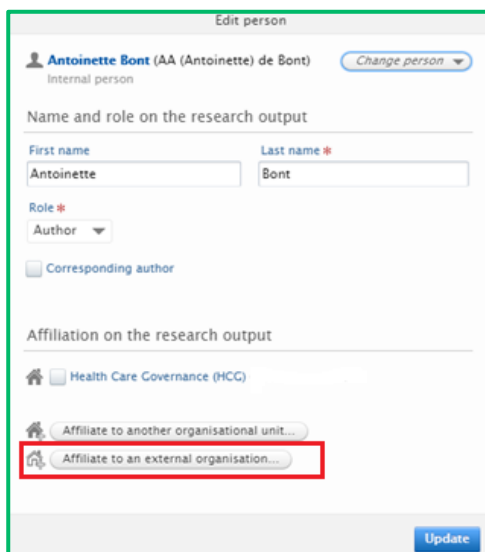 Edit person
Antoinette Bont (AA (Antoinette) de Bont) Change person
Internal person
Name and role on the research output
First name Last name *
Antoinette Bont
Role *
Author
Corresponding author
Affiliation on the research output
Health Care Governance (HCG)
Affiliate to another organisational unit...
Affiliate to an external organisation...
Update